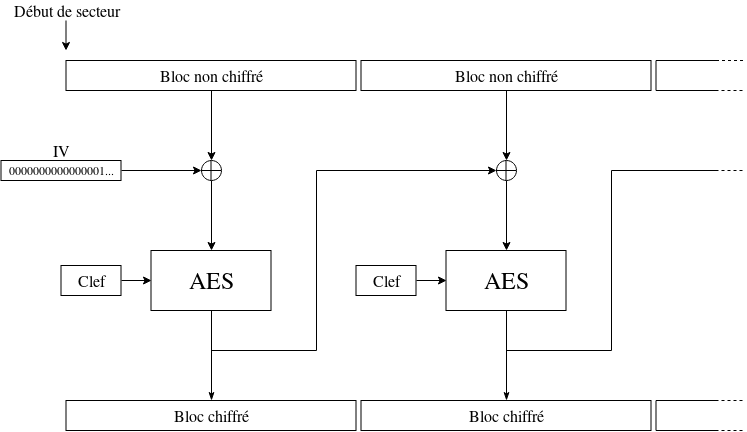 Début de secteur
Bloc non chiffré
Bloc non chiffré
IV
0000000000000001...
Clef
AES
Clef
AES
Bloc chiffré
Bloc chiffré